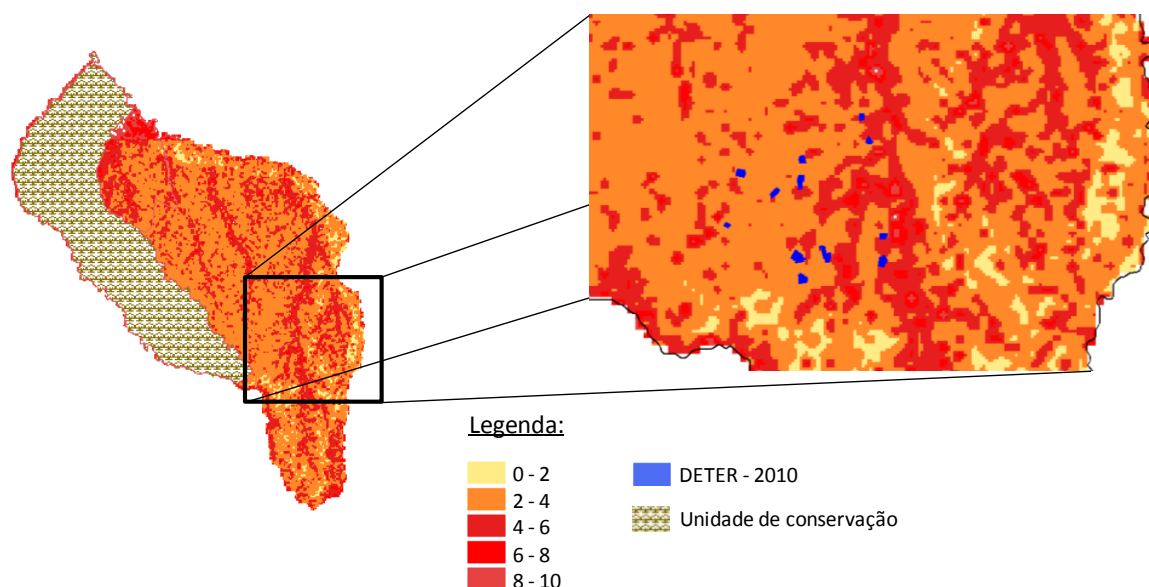 Legenda:
0 - 2
2 - 4
4 - 6
6 - 8
8 - 10
DETER - 2010
Unidade de conservação